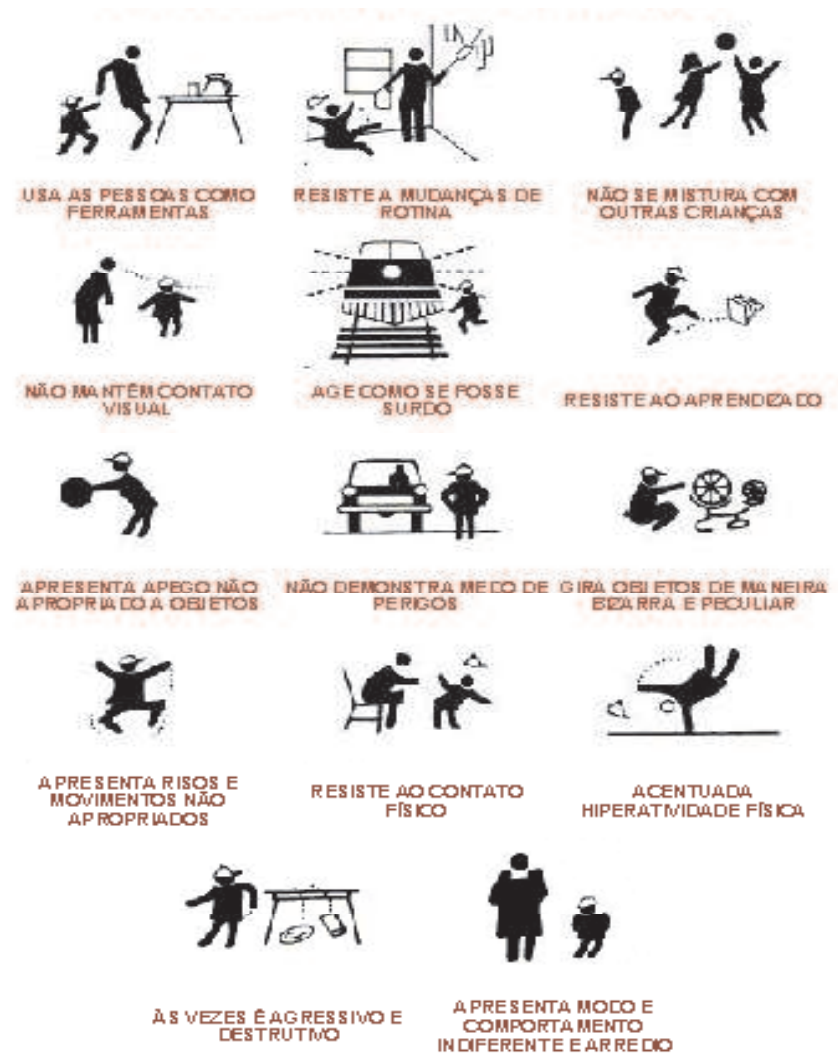 USA AS PESSOAS COMO
FERRAMENTAS
RESISTE A MUDANÇAS DE
ROTINA
NÃO SE MISTURA COM
OUTRAS CRIANÇAS
NÃO MANTÊM CONTATO
VISUAL
AGE COMO SE FOSSE
SURDO
RESISTE AO APRENDIZADO
APRESENTA APEGO NÃO
APROPRIADO A OBJETOS
NÃO DEMONSTRA MEDO DE
PERIGOS
GIRA OBJETOS DE MANEIRA
BIZARRA E PECULIAR
APRESENTA RISOS E
MOVIMENTOS NÃO
APROPRIADOS
RESISTE AO CONTATO
FÍSICO
ACENTUADA
HIPERATIVIDADE FÍSICA
ÀS VEZES É AGRESSIVO E
DESTRUTIVO
APRESENTA MODO E
COMPORTAMENTO
INDIFERENTE E ARREDIO